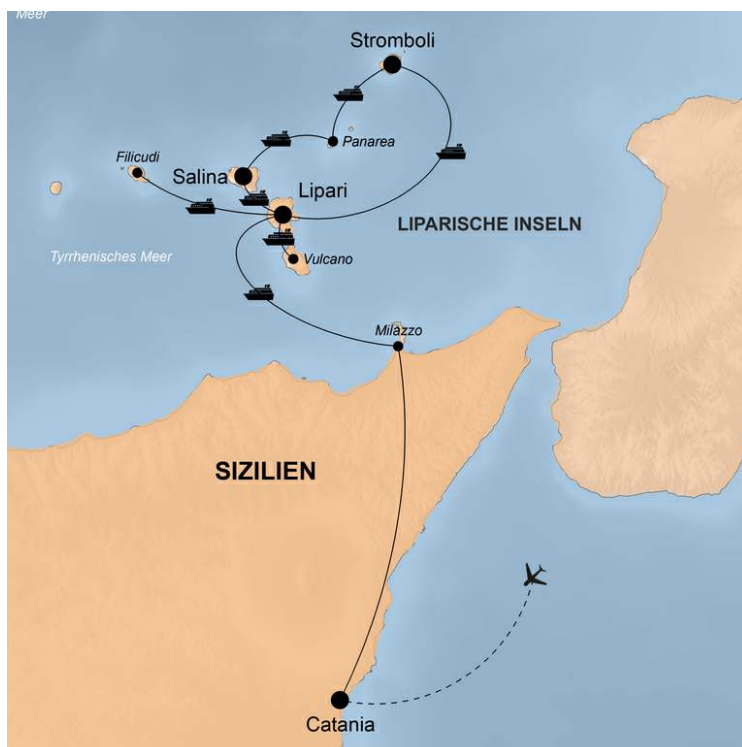 Meer
Stromboli
Panarea
Filicudi
Salina
Lipari
LIPARISCHE INSELN
Tyrrhenisches Meer
Vulcano
Milazzo
SIZILIEN
Catania